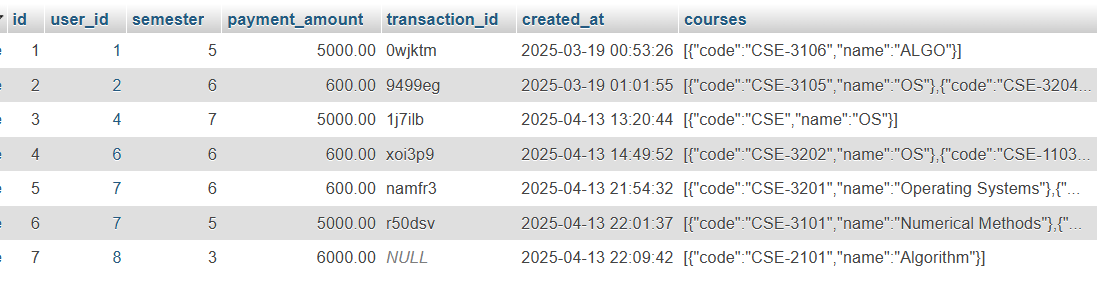 id user_id semester payment_amount transaction_id created_at courses
1 1 5 5000.00 0wjktm 2025-03-19 00:53:26 [{"code":"CSE-3106","name":"ALGO"}]
2 2 6 600.00 9499eg 2025-03-19 01:01:55 [{"code":"CSE-3105","name":"OS"},{"code":"CSE-3204...
3 4 7 5000.00 1j7ilb 2025-04-13 13:20:44 [{"code":"CSE","name":"OS"}]
4 6 6 600.00 xoi3p9 2025-04-13 14:49:52 [{"code":"CSE-3202","name":"OS"},{"code":"CSE-1103...
5 7 6 600.00 namfr3 2025-04-13 21:54:32 [{"code":"CSE-3201","name":"Operating Systems"},{"...
6 7 5 5000.00 r50dsv 2025-04-13 22:01:37 [{"code":"CSE-3101","name":"Numerical Methods"},{"...
7 8 3 6000.00 NULL 2025-04-13 22:09:42 [{"code":"CSE-2101","name":"Algorithm"}]